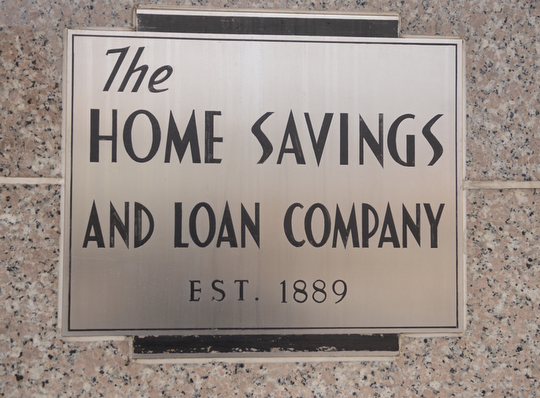 The
HOME SAVINGS
AND LOAN COMPANY
EST. 1889